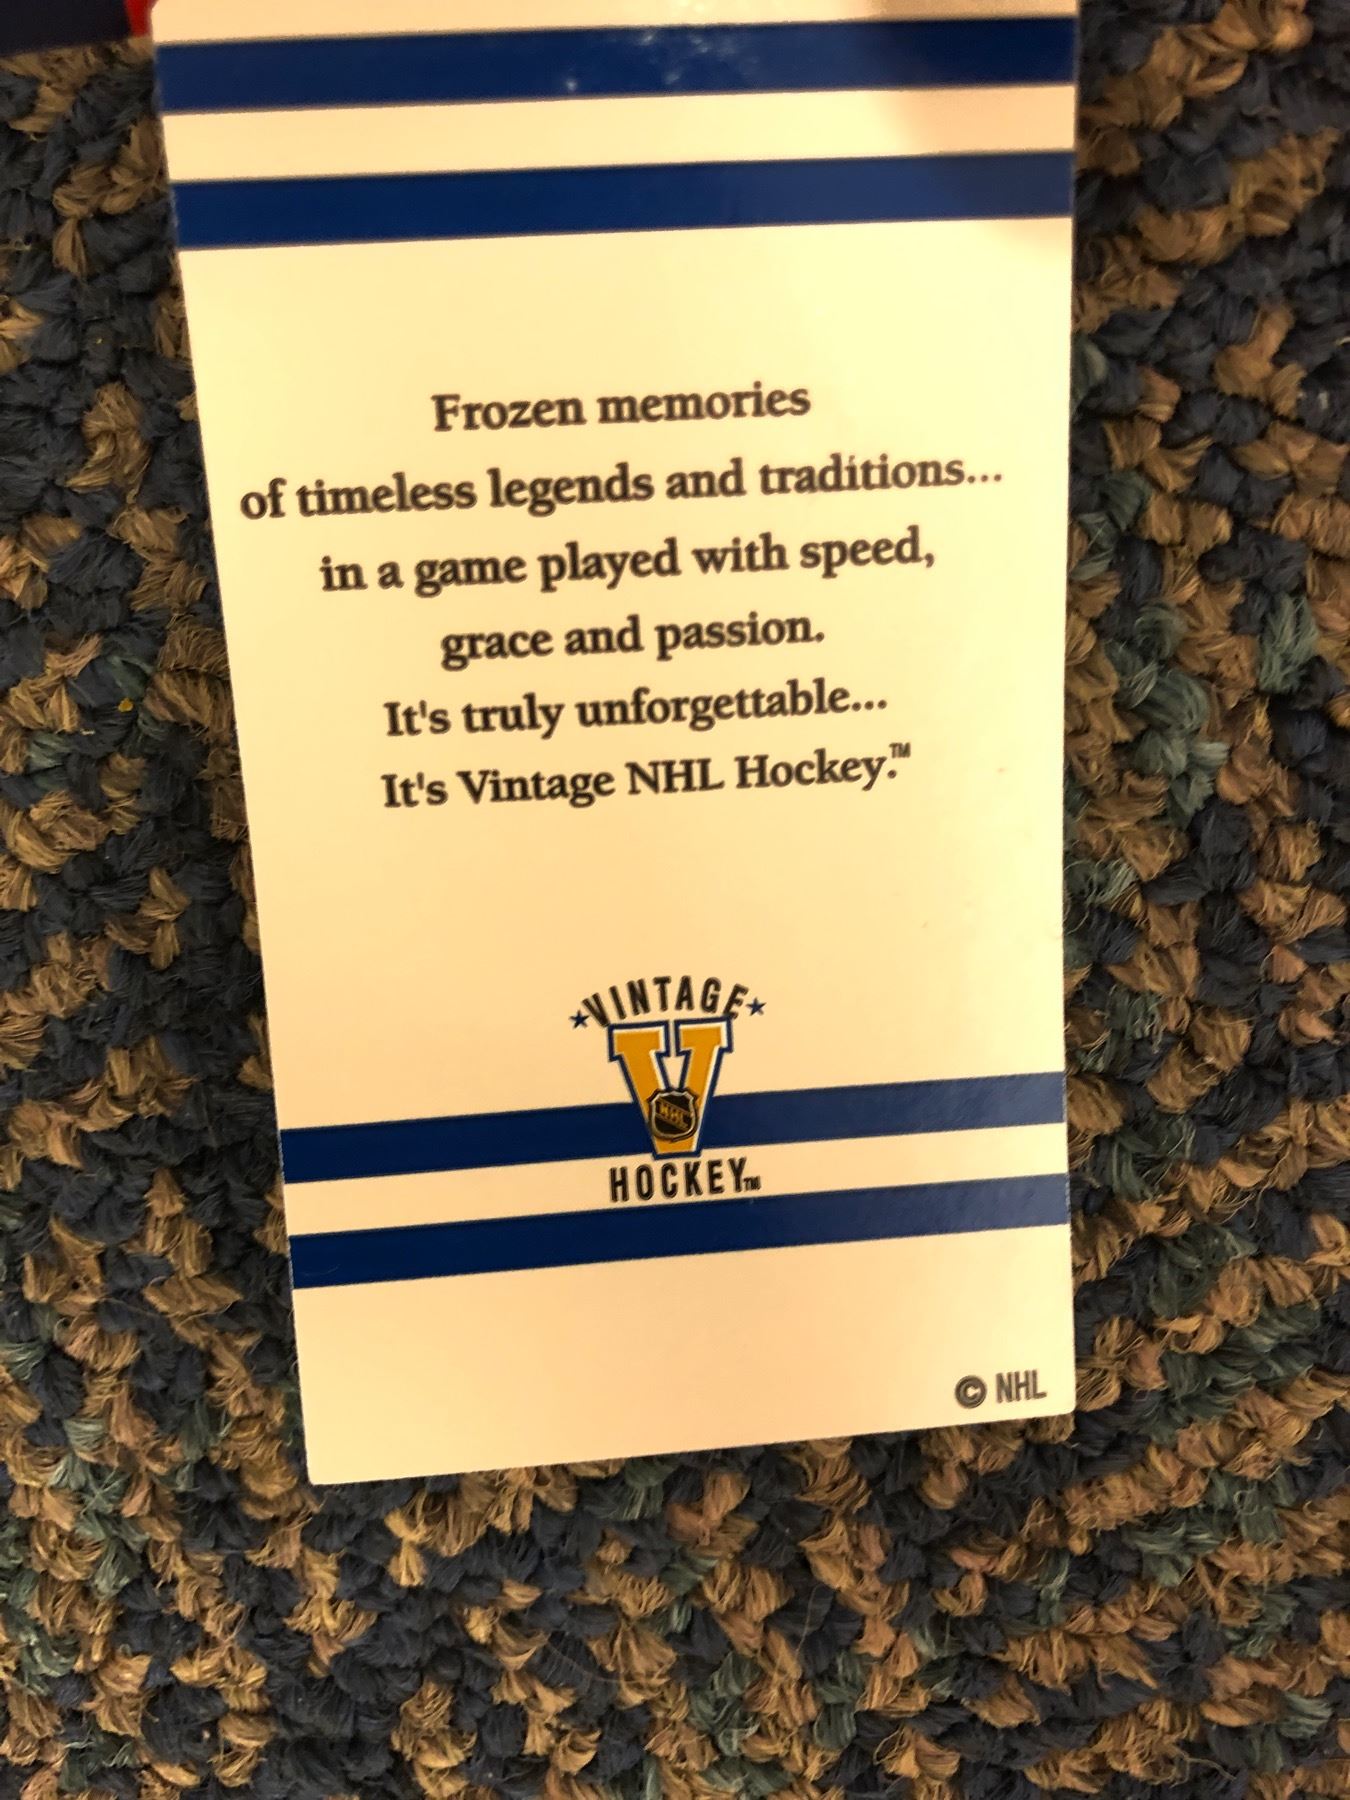 Frozen memories
of timeless legends and traditions...
in a game played with speed,
grace and passion.
It's truly unforgettable...
It's Vintage NHL Hockey.™
★VINTAGE★
V
NHL
HOCKEY™
© NHL